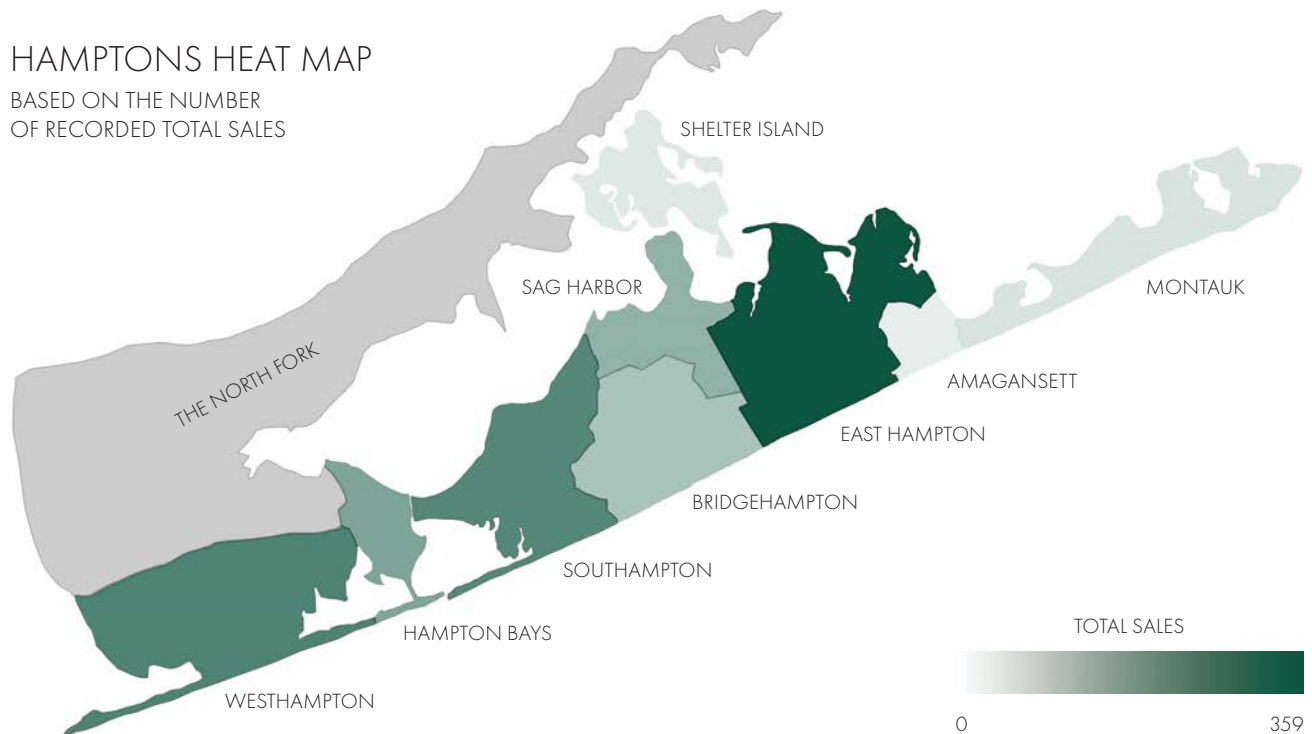 HAMPTONS HEAT MAP
BASED ON THE NUMBER
OF RECORDED TOTAL SALES
SHELTER ISLAND
SAG HARBOR
MONTAUK
THE NORTH FORK
AMAGANSETT
EAST HAMPTON
BRIDGEHAMPTON
SOUTHAMPTON
HAMPTON BAYS
TOTAL SALES
WESTHAMPTON
0
359